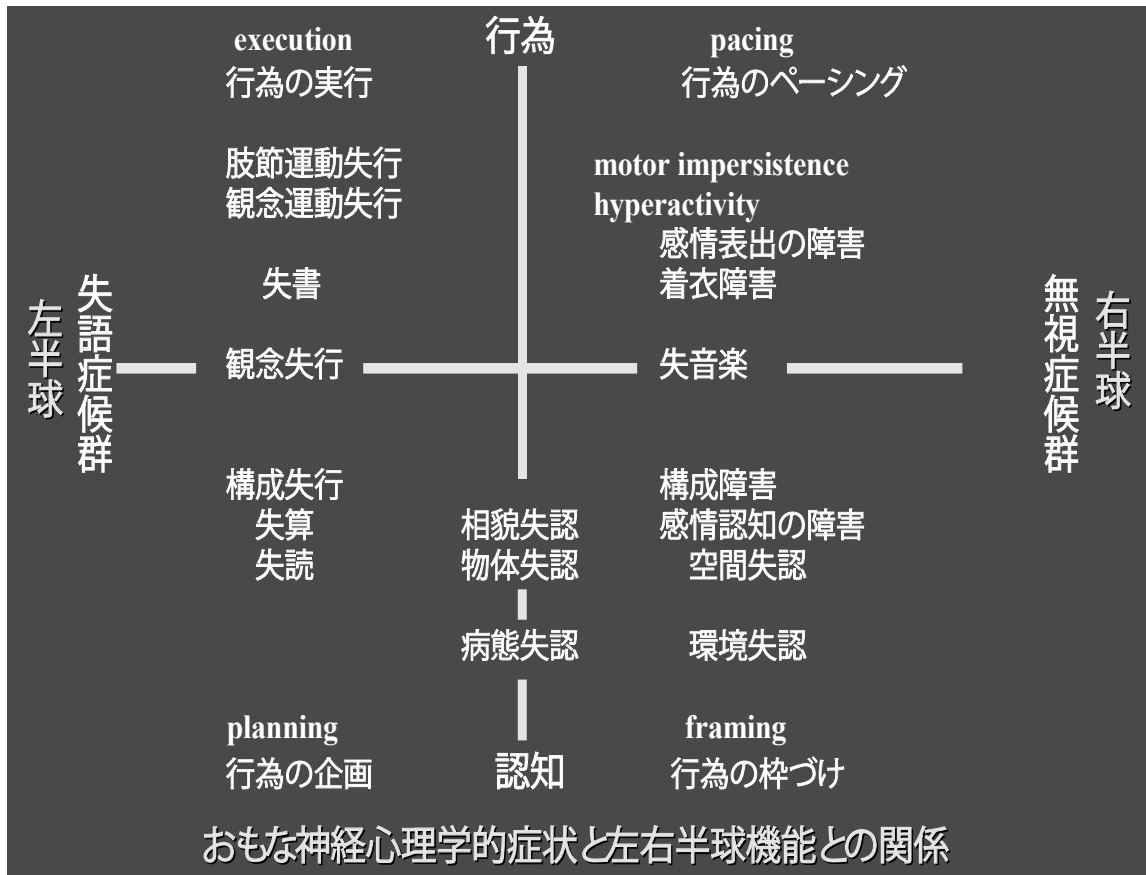 行為
execution
行為の実行
肢節運動失行
観念運動失行
失書
観念失行
pacing
行為のペーシング
motor impersistence
hyperactivity
感情表出の障害
着衣障害
失音楽
左半球
失語症候群
無視症候群
右半球
構成失行
失算
失読
相貌失認
物体失認
病態失認
構成障害
感情認知の障害
空間失認
環境失認
planning
行為の企画
認知
framing
行為の枠づけ
おもな神経心理学的症状と左右半球機能との関係